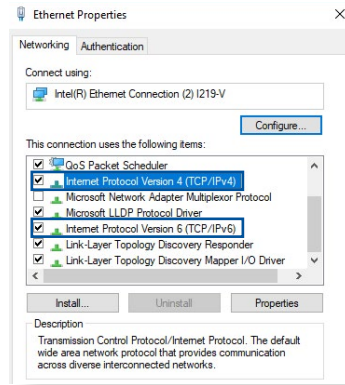 Ethernet Properties
Networking Authentication
Connect using:
Intel(R) Ethernet Connection (2) I219-V
Configure...
This connection uses the following items:
QoS Packet Scheduler
Internet Protocol Version 4 (TCP/IPv4)
Microsoft Network Adapter Multiplexor Protocol
Microsoft LLDP Protocol Driver
Internet Protocol Version 6 (TCP/IPv6)
Link-Layer Topology Discovery Responder
Link-Layer Topology Discovery Mapper I/O Driver
Install... Uninstall Properties
Description
Transmission Control Protocol/Internet Protocol. The default
wide area network protocol that provides communication
across diverse interconnected networks.